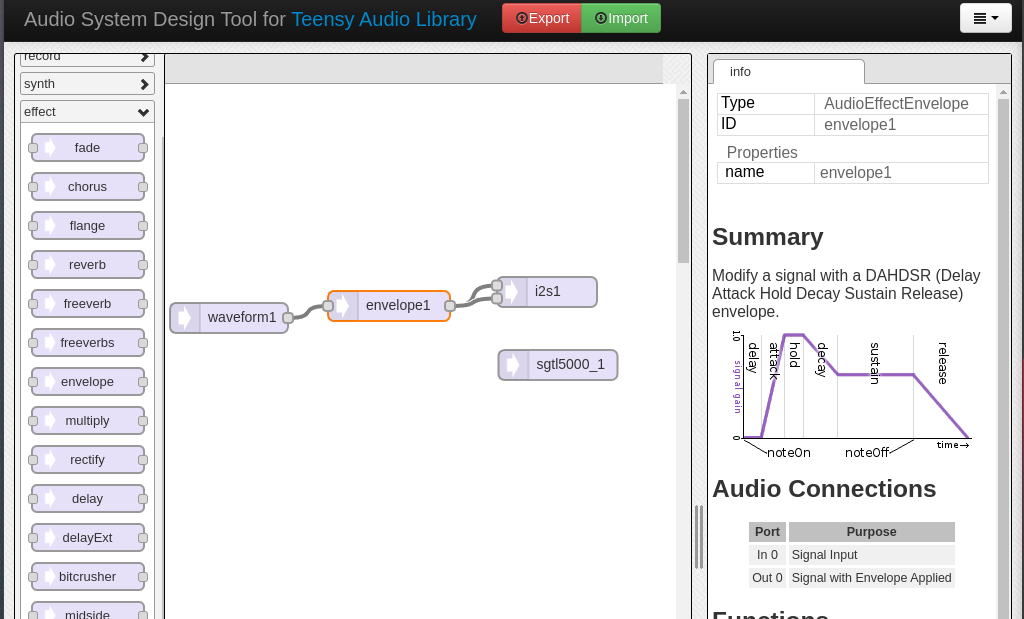 Audio System Design Tool for Teensy Audio Library
Export
Import
record
synth
effect
fade
chorus
flange
reverb
freeverb
freeverbs
envelope
multiply
rectify
delay
delayExt
bitcrusher
midside
waveform1
envelope1
i2s1
sgtl5000_1
info
Type AudioEffectEnvelope
ID envelope1
Properties
name envelope1
Summary
Modify a signal with a DAHDSR (Delay
Attack Hold Decay Sustain Release)
envelope.
1.0
signal gain
0
delay
attack
hold
decay
sustain
release
time→
noteOn
noteOff
Audio Connections
Port Purpose
In 0 Signal Input
Out 0 Signal with Envelope Applied
Functions